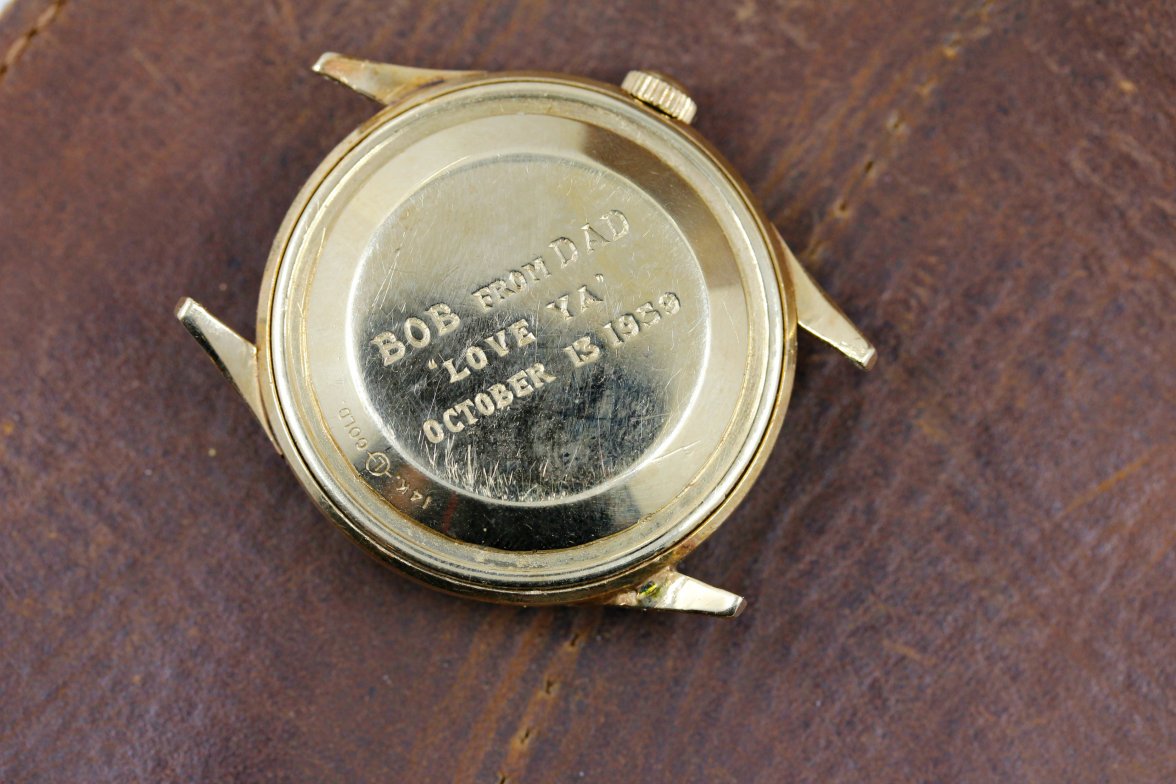 BOB FROM DAD
'LOVE YA'
OCTOBER 13 1959
14K. GOLD.